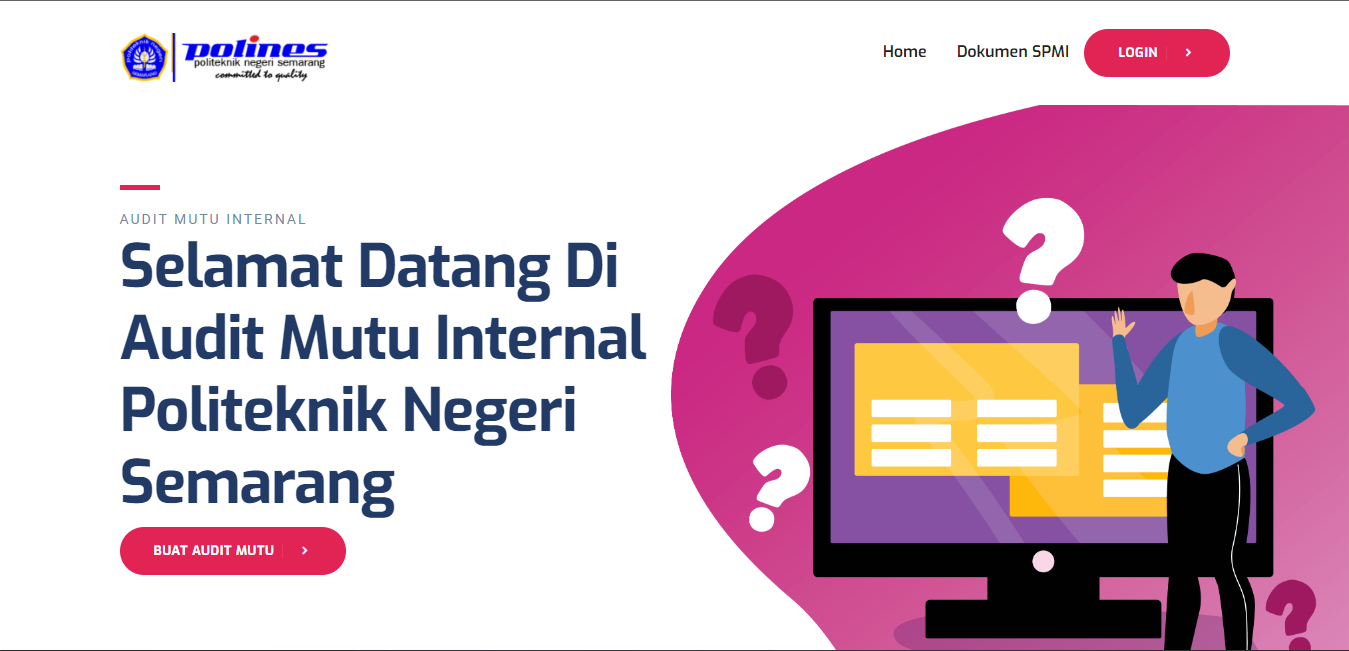 polines
politeknik negeri semarang
committed to quality
Home
Dokumen SPMI
LOGIN
AUDIT MUTU INTERNAL
Selamat Datang Di
Audit Mutu Internal
Politeknik Negeri
Semarang
BUAT AUDIT MUTU
?
?
?
?